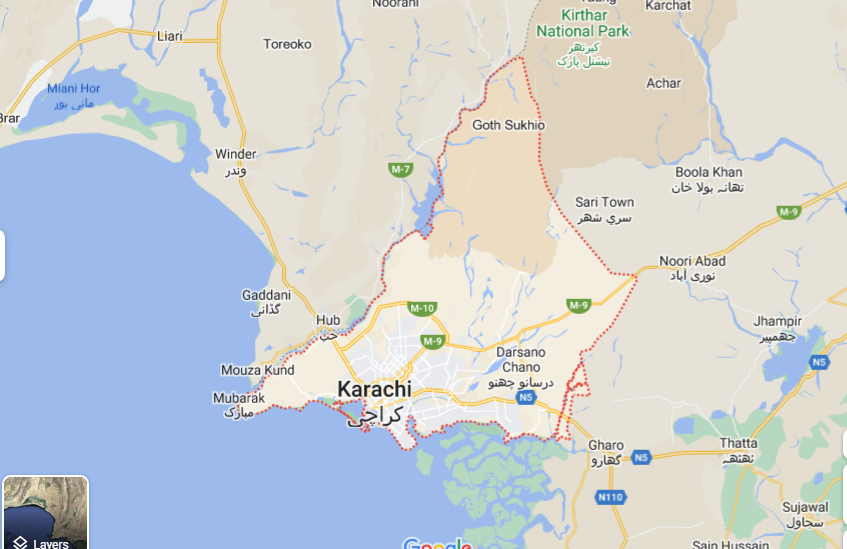 Noorani
Karchat
Kirthar
National Park
کیرتھر
نیشنل پارک
Liari
Toreoko
Achar
Miani Hor
مانی ہور
Goth Sukhio
Winder
وندر
M-7
Boola Khan
تھانہ بولا خان
Sari Town
سري شھر
M-9
Noori Abad
نوری آباد
Gaddani
گڈانی
M-10
M-9
Hub
حب
Jhampir
جھمپیر
M-9
Darsano
Chano
درسانو چھنو
N5
Mouza Kund
Karachi
كراچى
Mubarak
مبارک
N5
Gharo
گھارو
N5
Thatta
ٹھٹھہ
N110
Sujawal
سجاول
Layers
Google
Sain Hussain